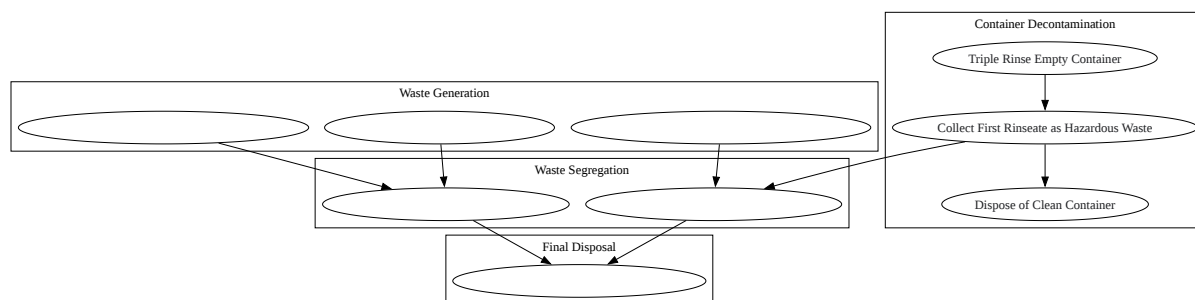 Container Decontamination
Triple Rinse Empty Container
Waste Generation
Collect First Rinseate as Hazardous Waste
Waste Segregation
Dispose of Clean Container
Final Disposal